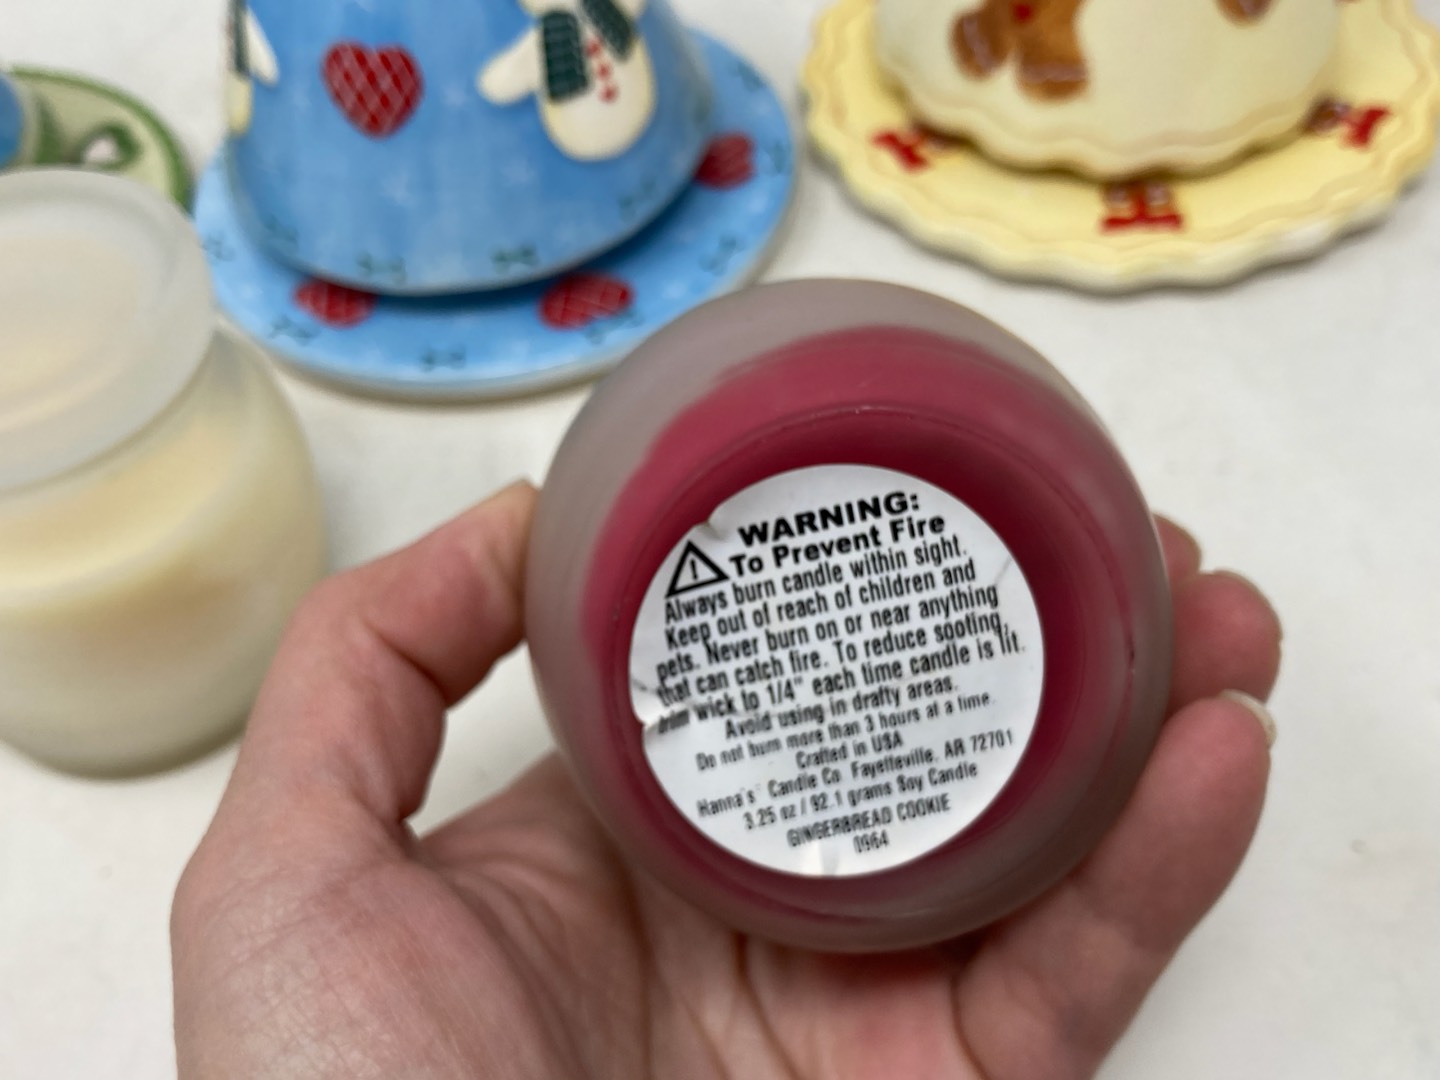 WARNING:
To Prevent Fire
Always burn candle within sight.
Keep out of reach of children and
pets. Never burn on or near anything
that can catch fire. To reduce sooting,
trim wick to 1/4" each time candle is lit.
Avoid using in drafty areas.
Do not burn more than 3 hours at a time.
Crafted in USA
Hanna's Candle Co. Fayetteville, AR 72701
3.25 oz / 92.1 grams Soy Candle
GINGERBREAD COOKIE
0964